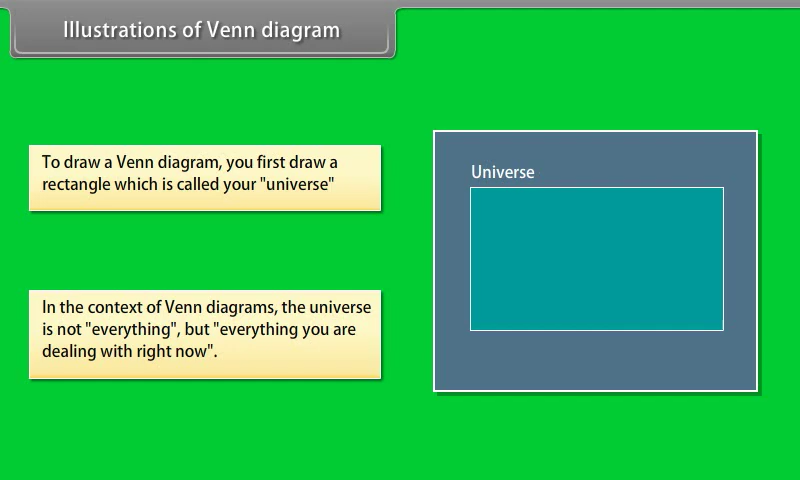 Illustrations of Venn diagram
To draw a Venn diagram, you first draw a
rectangle which is called your "universe"
In the context of Venn diagrams, the universe
is not "everything", but "everything you are
dealing with right now".
Universe